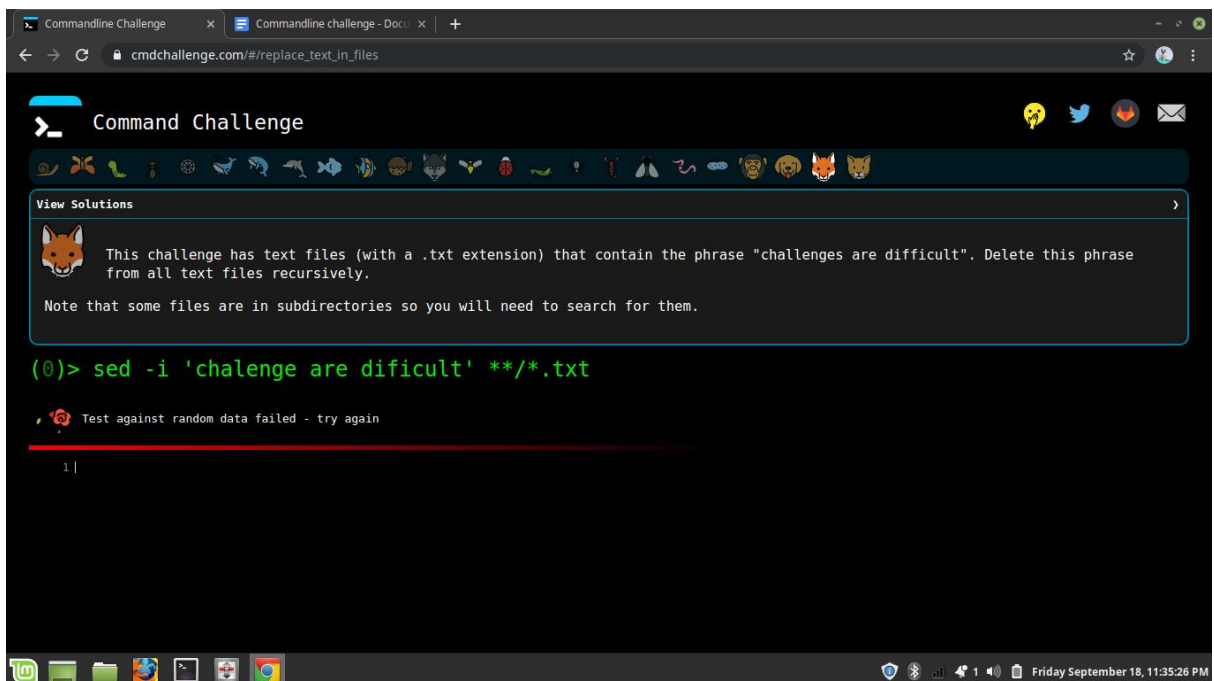 Commandline Challenge
Commandline challenge - Docu
cmdchallenge.com/#/replace_text_in_files
Command Challenge
View Solutions
This challenge has text files (with a .txt extension) that contain the phrase "challenges are difficult". Delete this phrase
from all text files recursively.
Note that some files are in subdirectories so you will need to search for them.
(0)> sed -i 'chalenge are dificult' **/*.txt
Test against random data failed - try again
1
1 Friday September 18, 11:35:26 PM